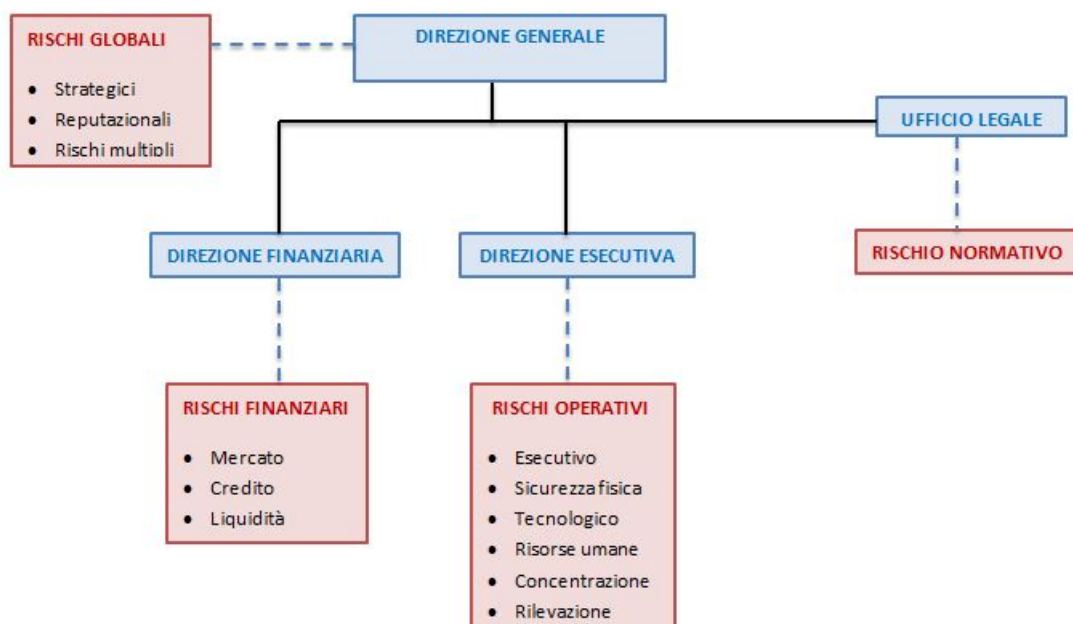 RISCHI GLOBALI
• Strategici
• Reputazionali
• Rischi multipli
DIREZIONE GENERALE
UFFICIO LEGALE
DIREZIONE FINANZIARIA
DIREZIONE ESECUTIVA
RISCHIO NORMATIVO
RISCHI FINANZIARI
• Mercato
• Credito
• Liquidità
RISCHI OPERATIVI
• Esecutivo
• Sicurezza fisica
• Tecnologico
• Risorse umane
• Concentrazione
• Rilevazione